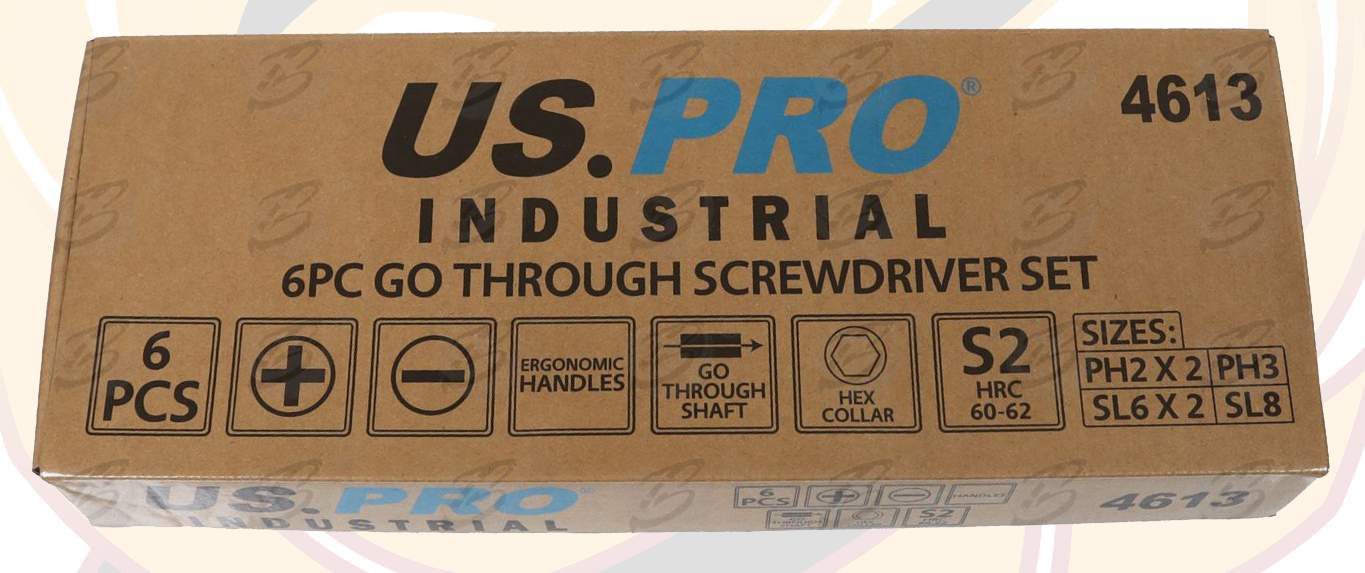 US.PRO®
4613
INDUSTRIAL
6PC GO THROUGH SCREWDRIVER SET
6
PCS
ERGONOMIC
HANDLES
GO
THROUGH
SHAFT
HEX
COLLAR
S2
HRC
60-62
SIZES:
PH2 X 2 PH3
SL6 X 2 SL8
US.PRO®
INDUSTRIAL
6
PCS
HANDLES
THROUGH
S2
4613